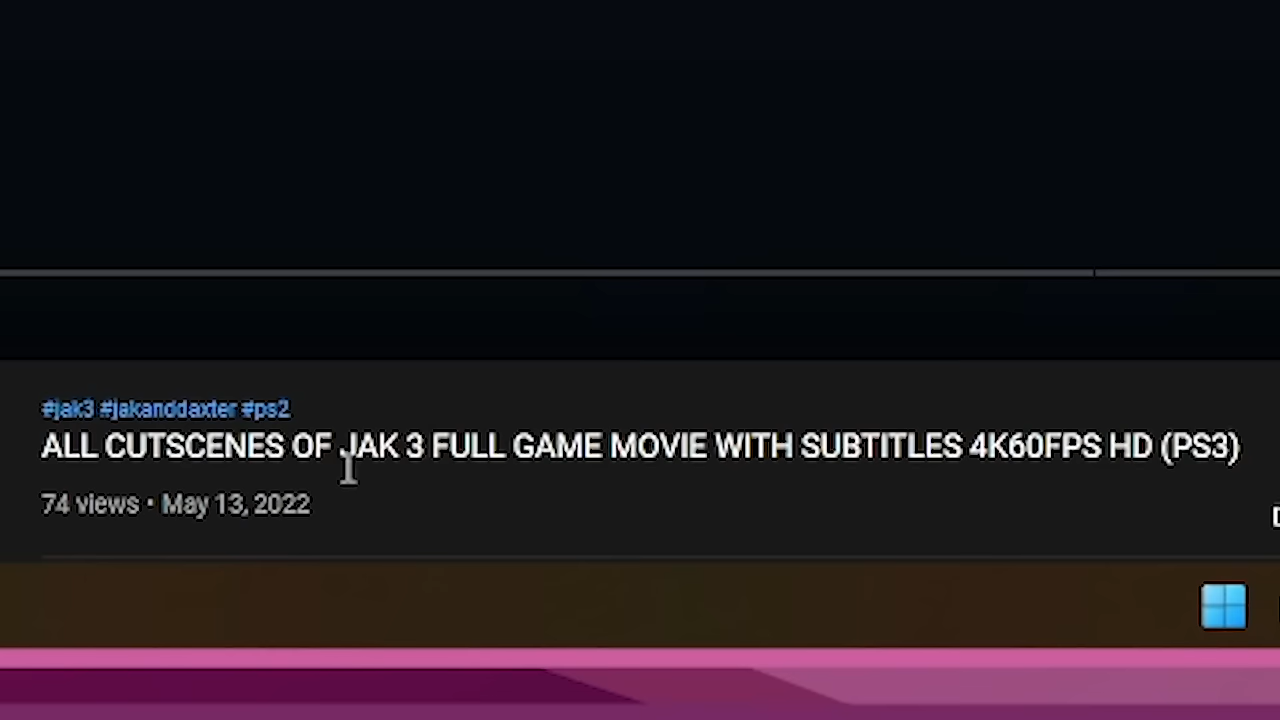 #jak3 #jakanddaxter #ps2
ALL CUTSCENES OF JAK 3 FULL GAME MOVIE WITH SUBTITLES 4K60FPS HD (PS3)
74 views • May 13, 2022